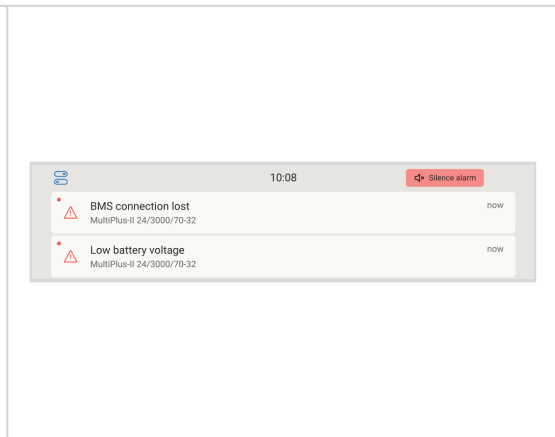 10:08
Silence alarm
BMS connection lost
now
MultiPlus-II 24/3000/70-32
Low battery voltage
now
MultiPlus-II 24/3000/70-32